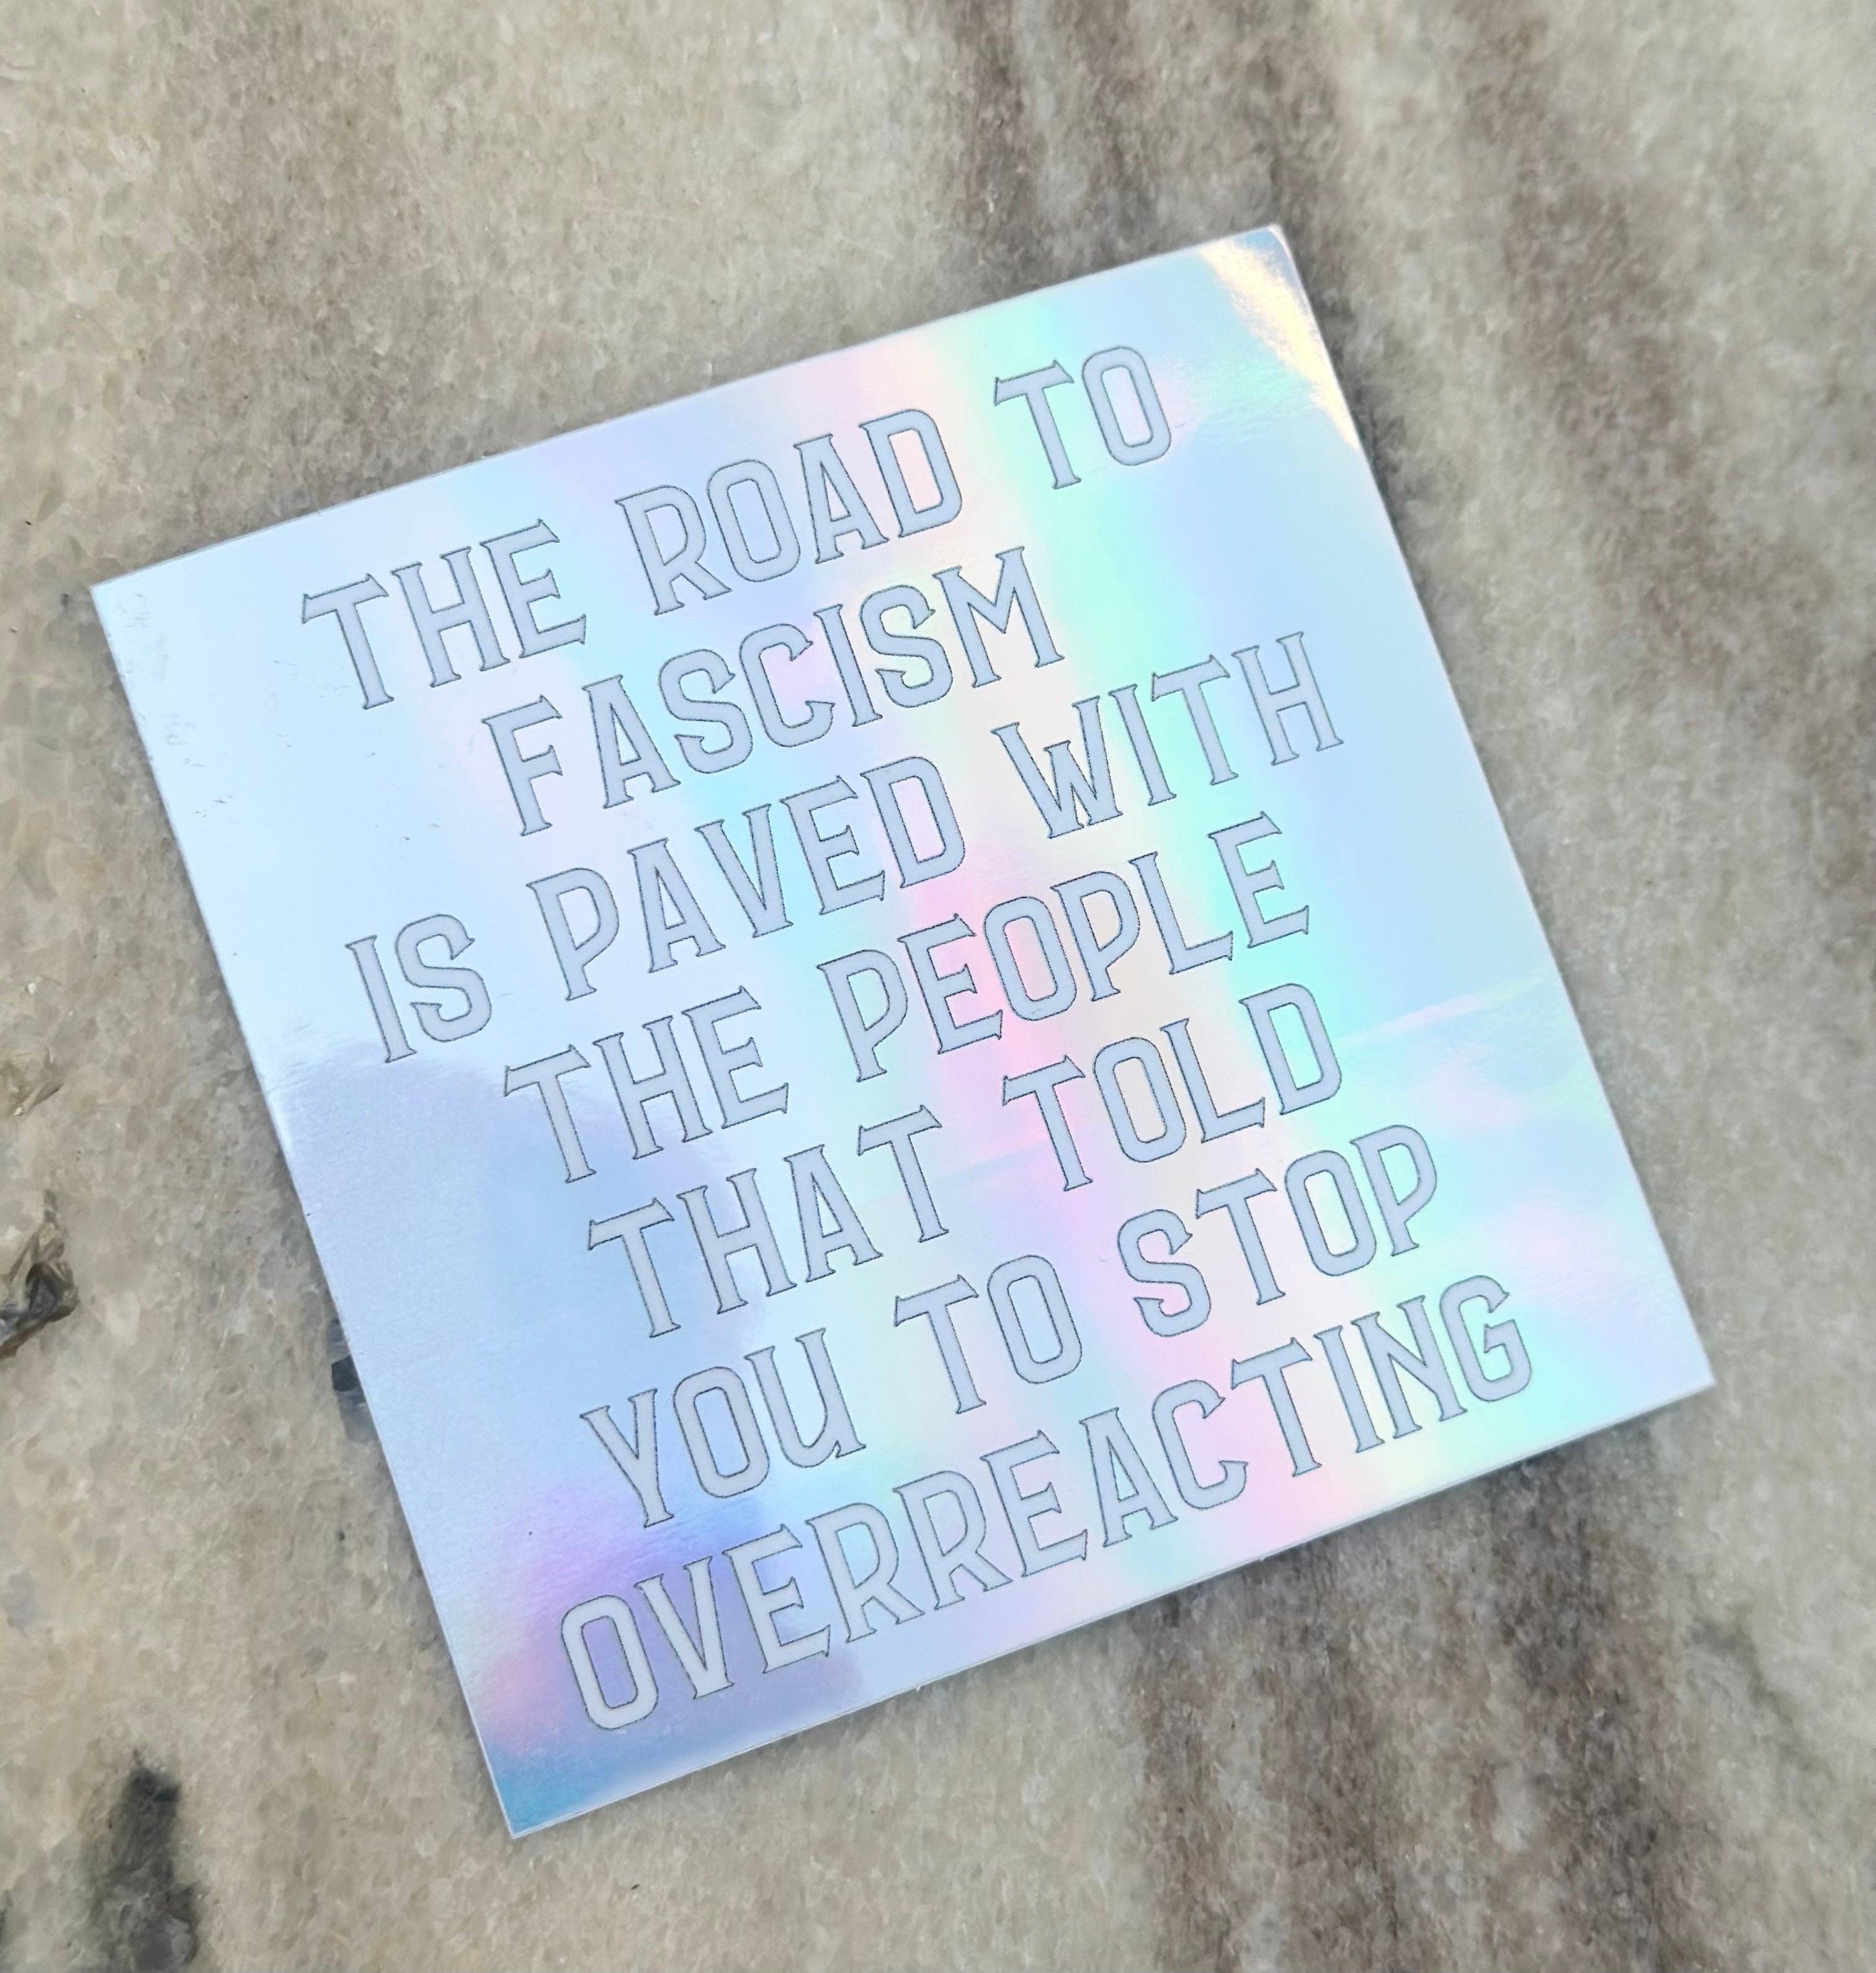 THE ROAD TO
FASCISM
IS PAVED WITH
THE PEOPLE
THAT TOLD
YOU TO STOP
OVERREACTING